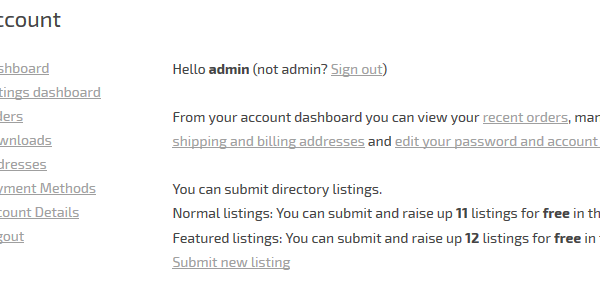 ccount
shboard
tings dashboard
ders
wnloads
dresses
yment Methods
count Details
gout
Hello admin (not admin? Sign out)
From your account dashboard you can view your recent orders, mar
shipping and billing addresses and edit your password and account
You can submit directory listings.
Normal listings: You can submit and raise up 11 listings for free in th
Featured listings: You can submit and raise up 12 listings for free in
Submit new listing